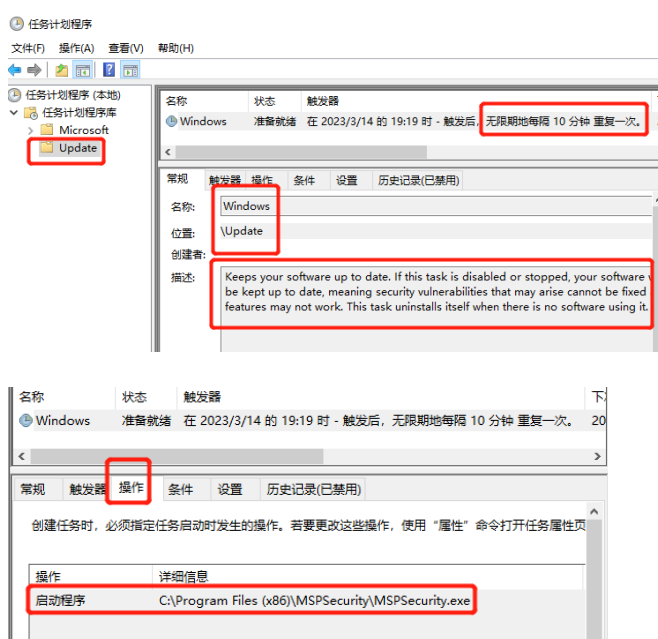 任务计划程序
文件(F) 操作(A) 查看(V) 帮助(H)
任务计划程序 (本地)
任务计划程序库
Microsoft
Update
名称 状态 触发器
Windows 准备就绪 在 2023/3/14 的 19:19 时 - 触发后, 无限期地每隔 10 分钟 重复一次。
常规 触发器 操作 条件 设置 历史记录(已禁用)
名称: Windows
位置: \Update
创建者:
描述: Keeps your software up to date. If this task is disabled or stopped, your software
be kept up to date, meaning security vulnerabilities that may arise cannot be fixed
features may not work. This task uninstalls itself when there is no software using it.
名称 状态 触发器
Windows 准备就绪 在 2023/3/14 的 19:19 时 - 触发后, 无限期地每隔 10 分钟 重复一次。 20
常规 触发器 操作 条件 设置 历史记录(已禁用)
创建任务时，必须指定任务启动时发生的操作。若要更改这些操作，使用“属性”命令打开任务属性页
操作 详细信息
启动程序 C:\Program Files (x86)\MSPSecurity\MSPSecurity.exe